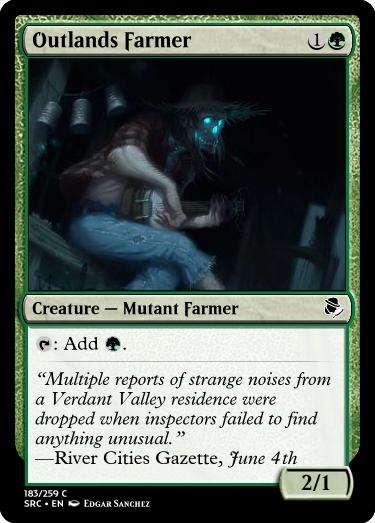 Outlands Farmer 1
Creature — Mutant Farmer
: Add .
“Multiple reports of strange noises from
a Verdant Valley residence were
dropped when inspectors failed to find
anything unusual.”
—River Cities Gazette, June 4th
2/1
183/259 C
SRC • EN Edgar Sanchez